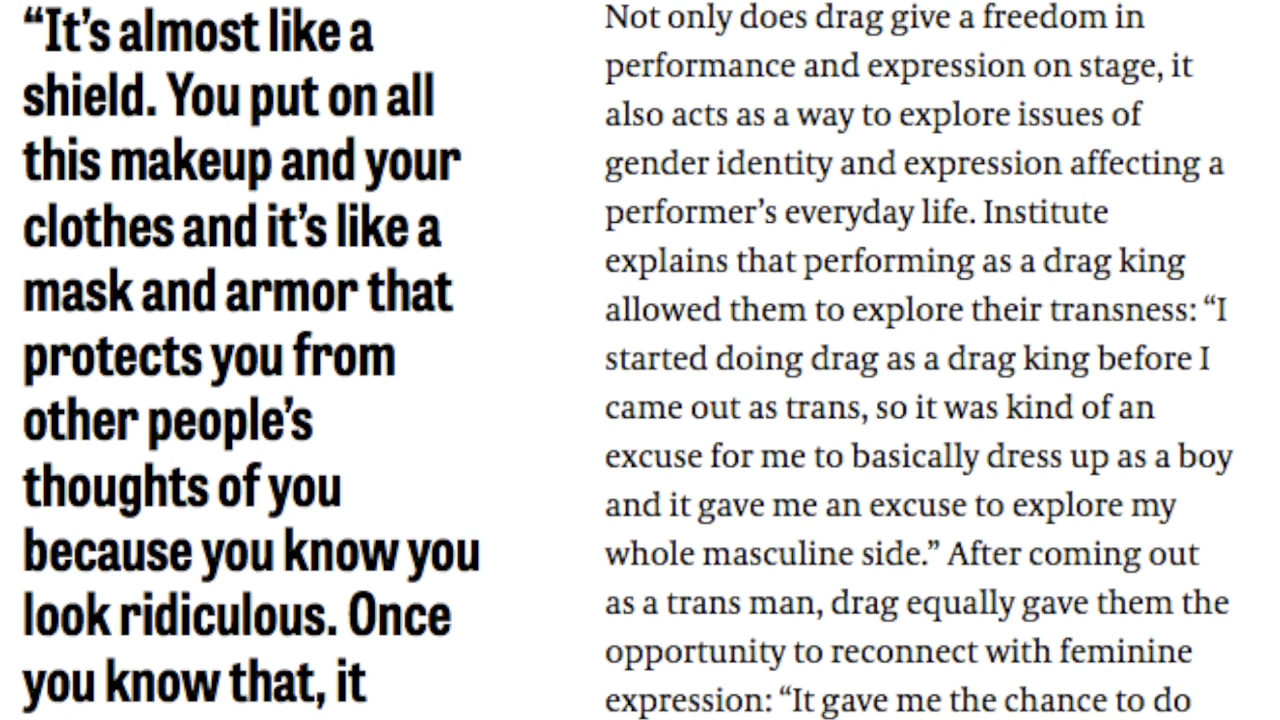 “It’s almost like a
shield. You put on all
this makeup and your
clothes and it’s like a
mask and armor that
protects you from
other people’s
thoughts of you
because you know you
look ridiculous. Once
you know that, it
Not only does drag give a freedom in
performance and expression on stage, it
also acts as a way to explore issues of
gender identity and expression affecting a
performer’s everyday life. Institute
explains that performing as a drag king
allowed them to explore their transness: “I
started doing drag as a drag king before I
came out as trans, so it was kind of an
excuse for me to basically dress up as a boy
and it gave me an excuse to explore my
whole masculine side.” After coming out
as a trans man, drag equally gave them the
opportunity to reconnect with feminine
expression: “It gave me the chance to do